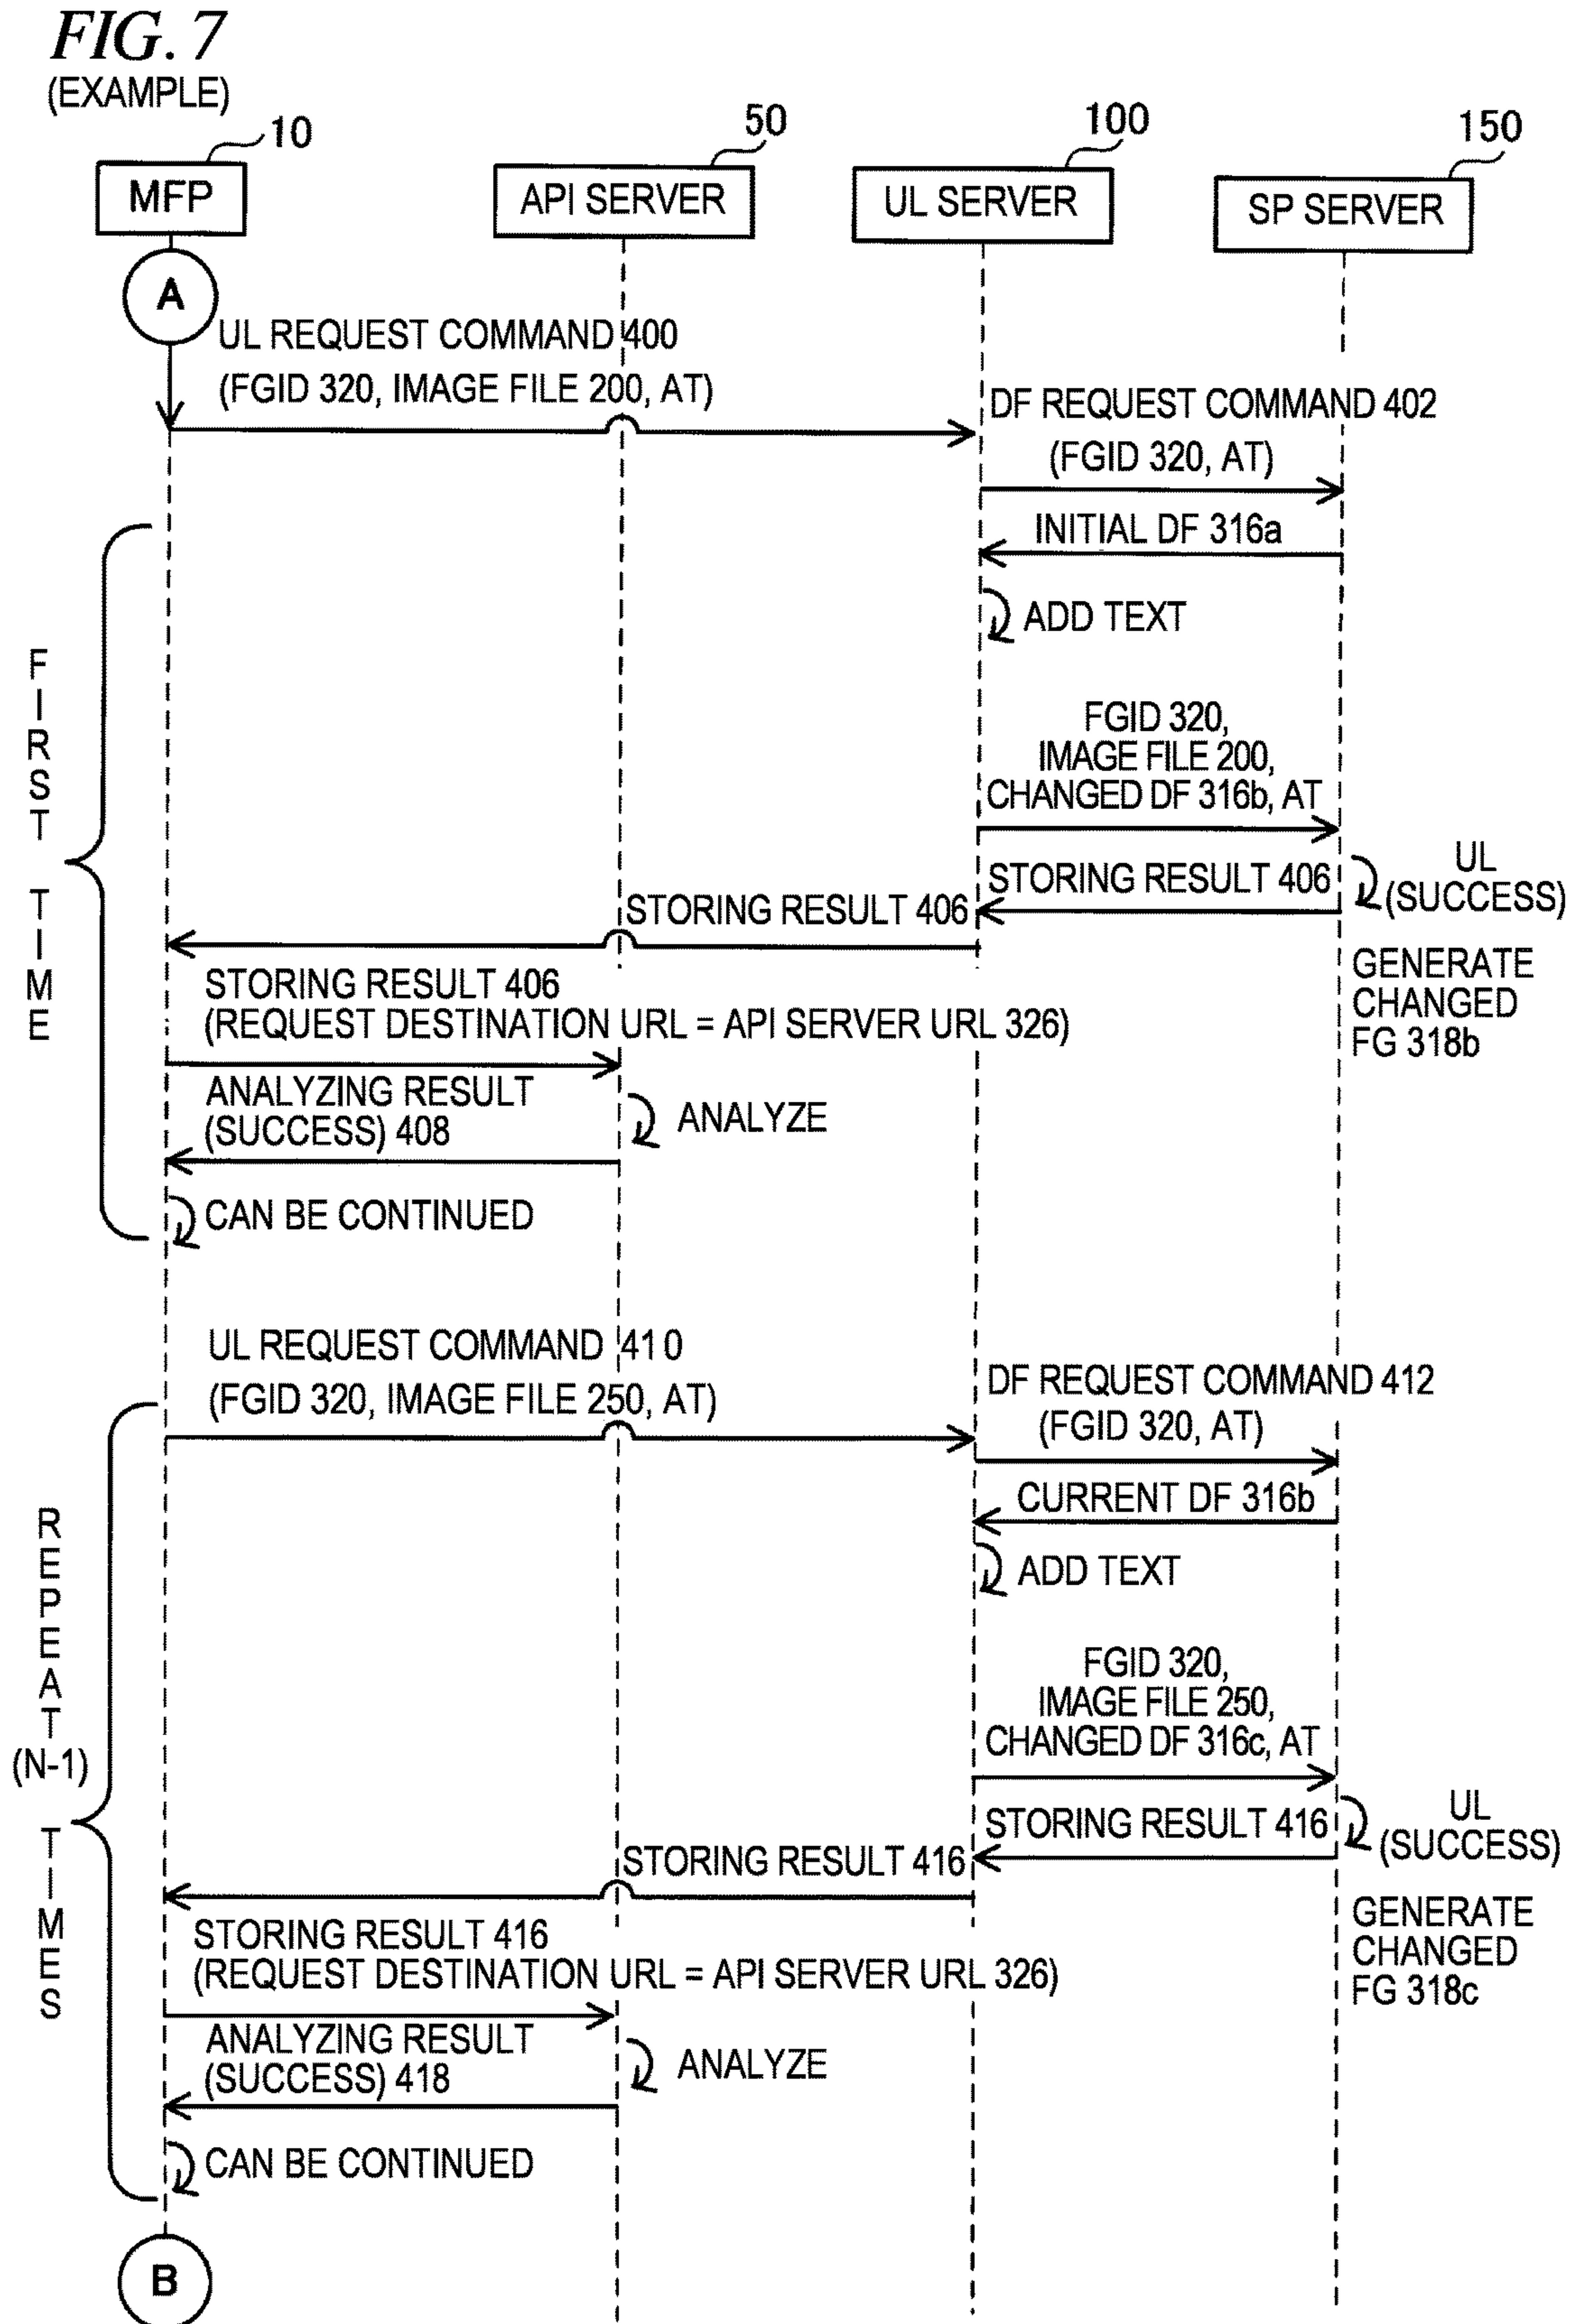 FIG. 7
(EXAMPLE)
10
50
100
150
MFP
API SERVER
UL SERVER
SP SERVER
A
UL REQUEST COMMAND 400
(FGID 320, IMAGE FILE 200, AT)
DF REQUEST COMMAND 402
(FGID 320, AT)
INITIAL DF 316a
ADD TEXT
FIRST TIME
FGID 320,
IMAGE FILE 200,
CHANGED DF 316b, AT
UL
(SUCCESS)
STORING RESULT 406
STORING RESULT 406
GENERATE
CHANGED
FG 318b
STORING RESULT 406
(REQUEST DESTINATION URL = API SERVER URL 326)
ANALYZING RESULT
(SUCCESS) 408
ANALYZE
CAN BE CONTINUED
UL REQUEST COMMAND 410
(FGID 320, IMAGE FILE 250, AT)
DF REQUEST COMMAND 412
(FGID 320, AT)
CURRENT DF 316b
ADD TEXT
REPEAT
(N-1)
TIMES
FGID 320,
IMAGE FILE 250,
CHANGED DF 316c, AT
UL
(SUCCESS)
STORING RESULT 416
STORING RESULT 416
GENERATE
CHANGED
FG 318c
STORING RESULT 416
(REQUEST DESTINATION URL = API SERVER URL 326)
ANALYZING RESULT
(SUCCESS) 418
ANALYZE
CAN BE CONTINUED
B